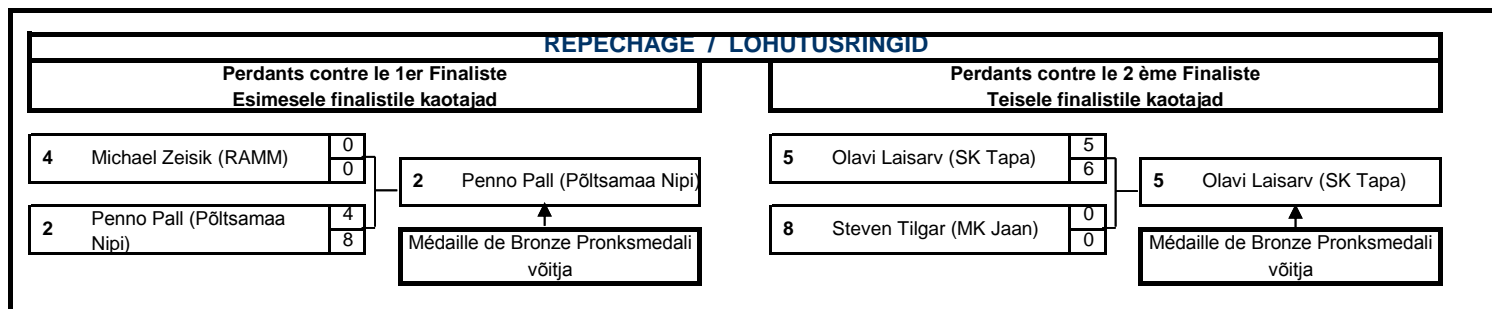 REPECHAGE / LOHUTUSRINGID
Perdants contre le 1er Finaliste
Esimesele finalistile kaotajad
Perdants contre le 2 ème Finaliste
Teisele finalistile kaotajad
4 Michael Zeisik (RAMM) 0
0
2 Penno Pall (Põltsamaa Nipi)
2 Penno Pall (Põltsamaa
Nipi)
4
8
Médaille de Bronze Pronksmedali
võitja
5 Olavi Laisarv (SK Tapa) 5
6
5 Olavi Laisarv (SK Tapa)
8 Steven Tilgar (MK Jaan) 0
0
Médaille de Bronze Pronksmedali
võitja